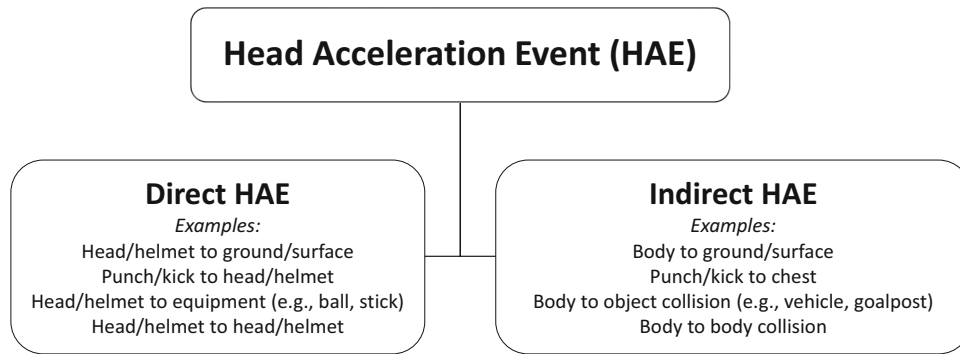 Head Acceleration Event (HAE)
Direct HAE
Examples:
Head/helmet to ground/surface
Punch/kick to head/helmet
Head/helmet to equipment (e.g., ball, stick)
Head/helmet to head/helmet
Indirect HAE
Examples:
Body to ground/surface
Punch/kick to chest
Body to object collision (e.g., vehicle, goalpost)
Body to body collision